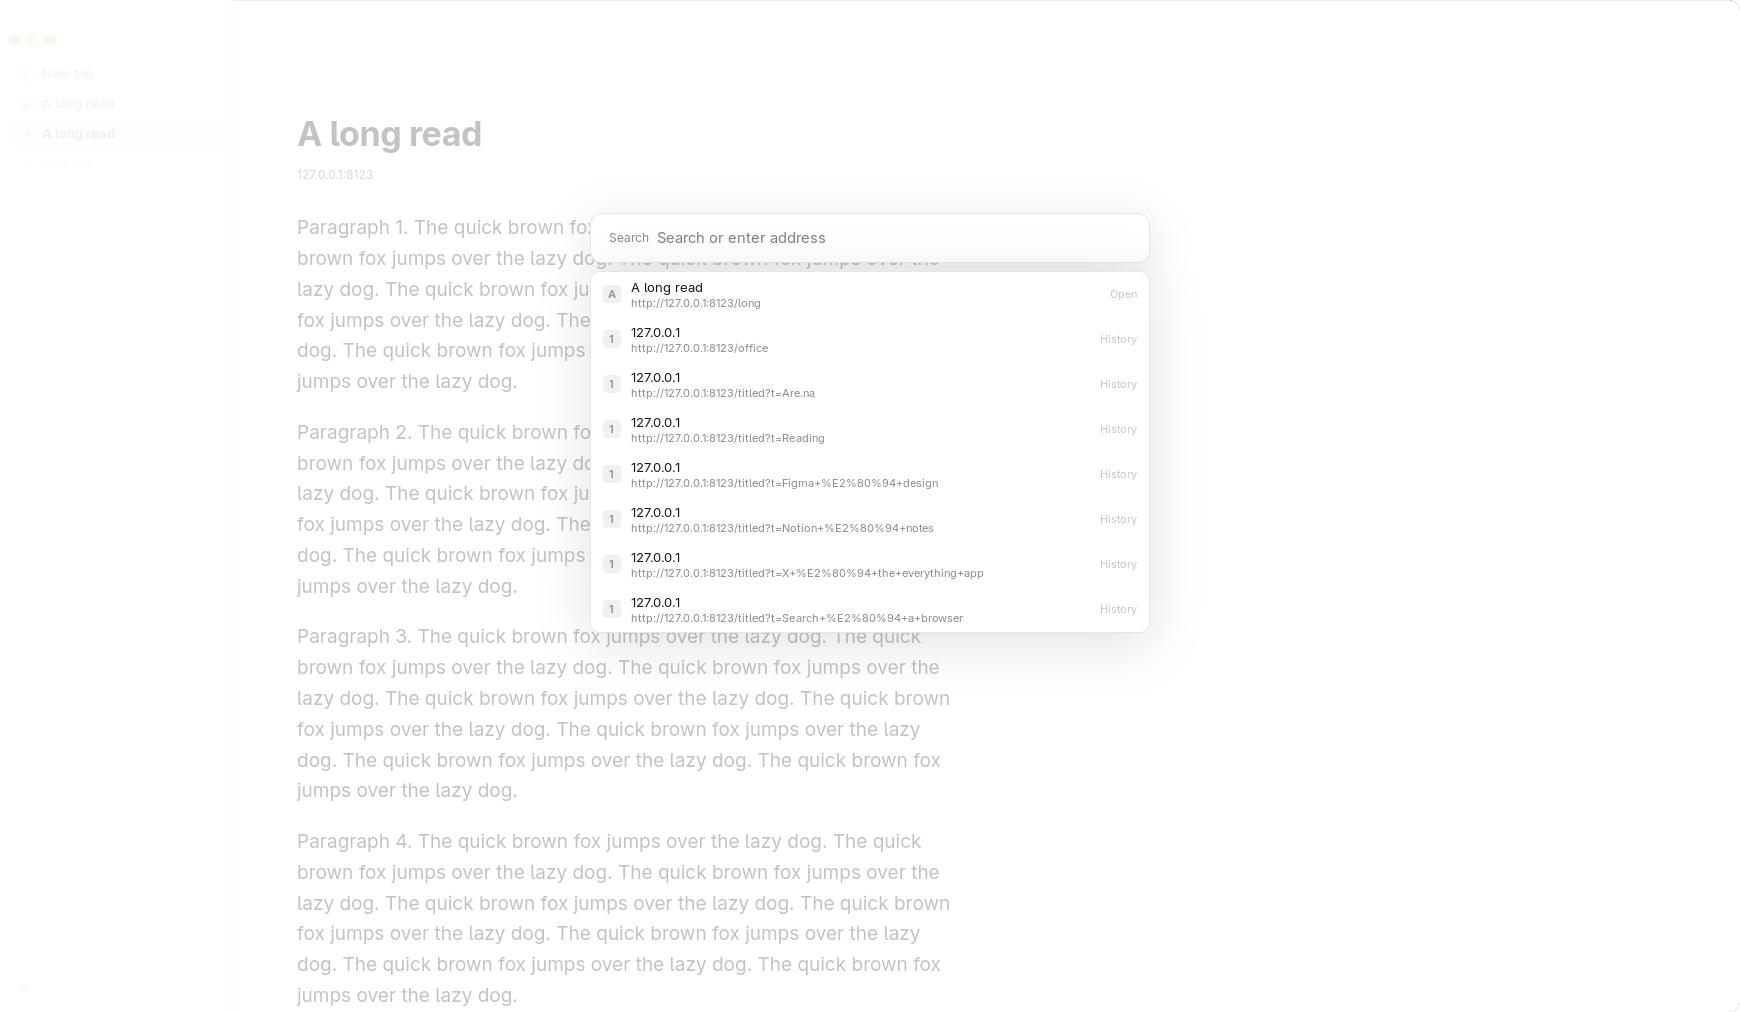 New tab
A long read
A long read
New tab
A long read
127.0.0.1:8123
Search Search or enter address
A A long read
http://127.0.0.1:8123/long
Open
1 127.0.0.1
http://127.0.0.1:8123/office
History
1 127.0.0.1
http://127.0.0.1:8123/titled?t=Are.na
History
1 127.0.0.1
http://127.0.0.1:8123/titled?t=Reading
History
1 127.0.0.1
http://127.0.0.1:8123/titled?t=Figma+%E2%80%94+design
History
1 127.0.0.1
http://127.0.0.1:8123/titled?t=Notion+%E2%80%94+notes
History
1 127.0.0.1
http://127.0.0.1:8123/titled?t=X+%E2%80%94+the+everything+app
History
1 127.0.0.1
http://127.0.0.1:8123/titled?t=Search+%E2%80%94+a+browser
History
Paragraph 1. The quick brown fox
brown fox jumps over the lazy dog. The quick brown fox jumps over the
lazy dog. The quick brown fox
fox jumps over the lazy dog. The
dog. The quick brown fox jumps
jumps over the lazy dog.
Paragraph 2. The quick brown
brown fox jumps over the lazy
lazy dog. The quick brown fox
fox jumps over the lazy dog. The
dog. The quick brown fox jumps
jumps over the lazy dog.
Paragraph 3. The quick brown fox jumps over the lazy dog. The quick
brown fox jumps over the lazy dog. The quick brown fox jumps over the
lazy dog. The quick brown fox jumps over the lazy dog. The quick brown
fox jumps over the lazy dog. The quick brown fox jumps over the lazy
dog. The quick brown fox jumps over the lazy dog. The quick brown fox
jumps over the lazy dog.
Paragraph 4. The quick brown fox jumps over the lazy dog. The quick
brown fox jumps over the lazy dog. The quick brown fox jumps over the
lazy dog. The quick brown fox jumps over the lazy dog. The quick brown
fox jumps over the lazy dog. The quick brown fox jumps over the lazy
dog. The quick brown fox jumps over the lazy dog. The quick brown fox
jumps over the lazy dog.